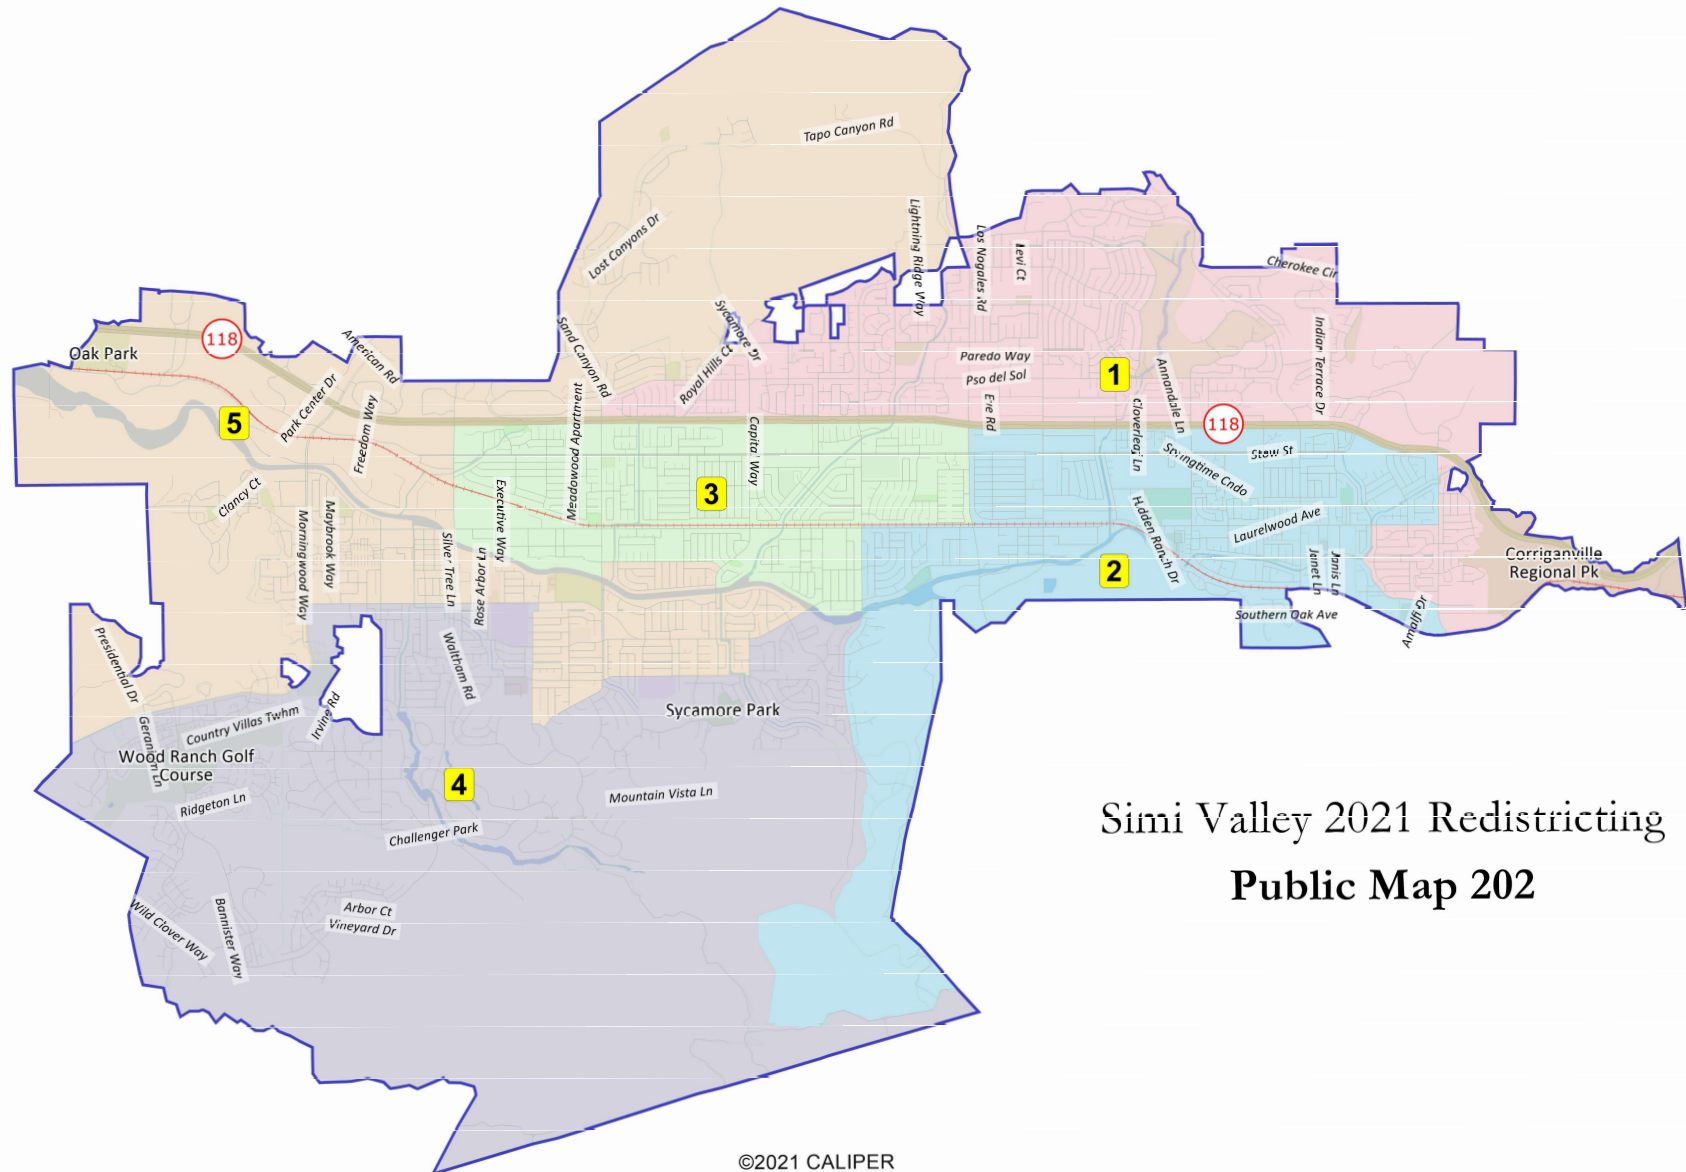 Tapo Canyon Rd
Lost Canyons Dr
Lightning Ridge Way
Los Nogales Rd
Levi Ct
Cherokee Cir
118
Oak Park
American Rd
Sand Canyon Rd
Sycamore Dr
Royal Hills Ct
Paredo Way
Pso del Sol
1
Annandale Ln
Indian Terrace Dr
5
Park Center Dr
Freedom Way
Meadowood Apartment
Capital Way
Erie Rd
Cloverleaf Ln
118
Stow St
Springtime Cndo
3
Clancy Ct
Executive Way
Maybrook Way
Morningwood Way
Silver Tree Ln
Rose Arbor Ln
Hidden Ranch Dr
Laurelwood Ave
2
Janet Ln
Janis Ln
Corriganville
Regional Pk
Southern Oak Ave
Amalfi Dr
Presidential Dr
Waltham Rd
Geranium Ln
Country Villas Twhm
Irvine Rd
Sycamore Park
Wood Ranch Golf
Course
4
Ridgeton Ln
Mountain Vista Ln
Challenger Park
Simi Valley 2021 Redistricting
Public Map 202
Wild Clover Way
Bannister Way
Arbor Ct
Vineyard Dr
©2021 CALIPER